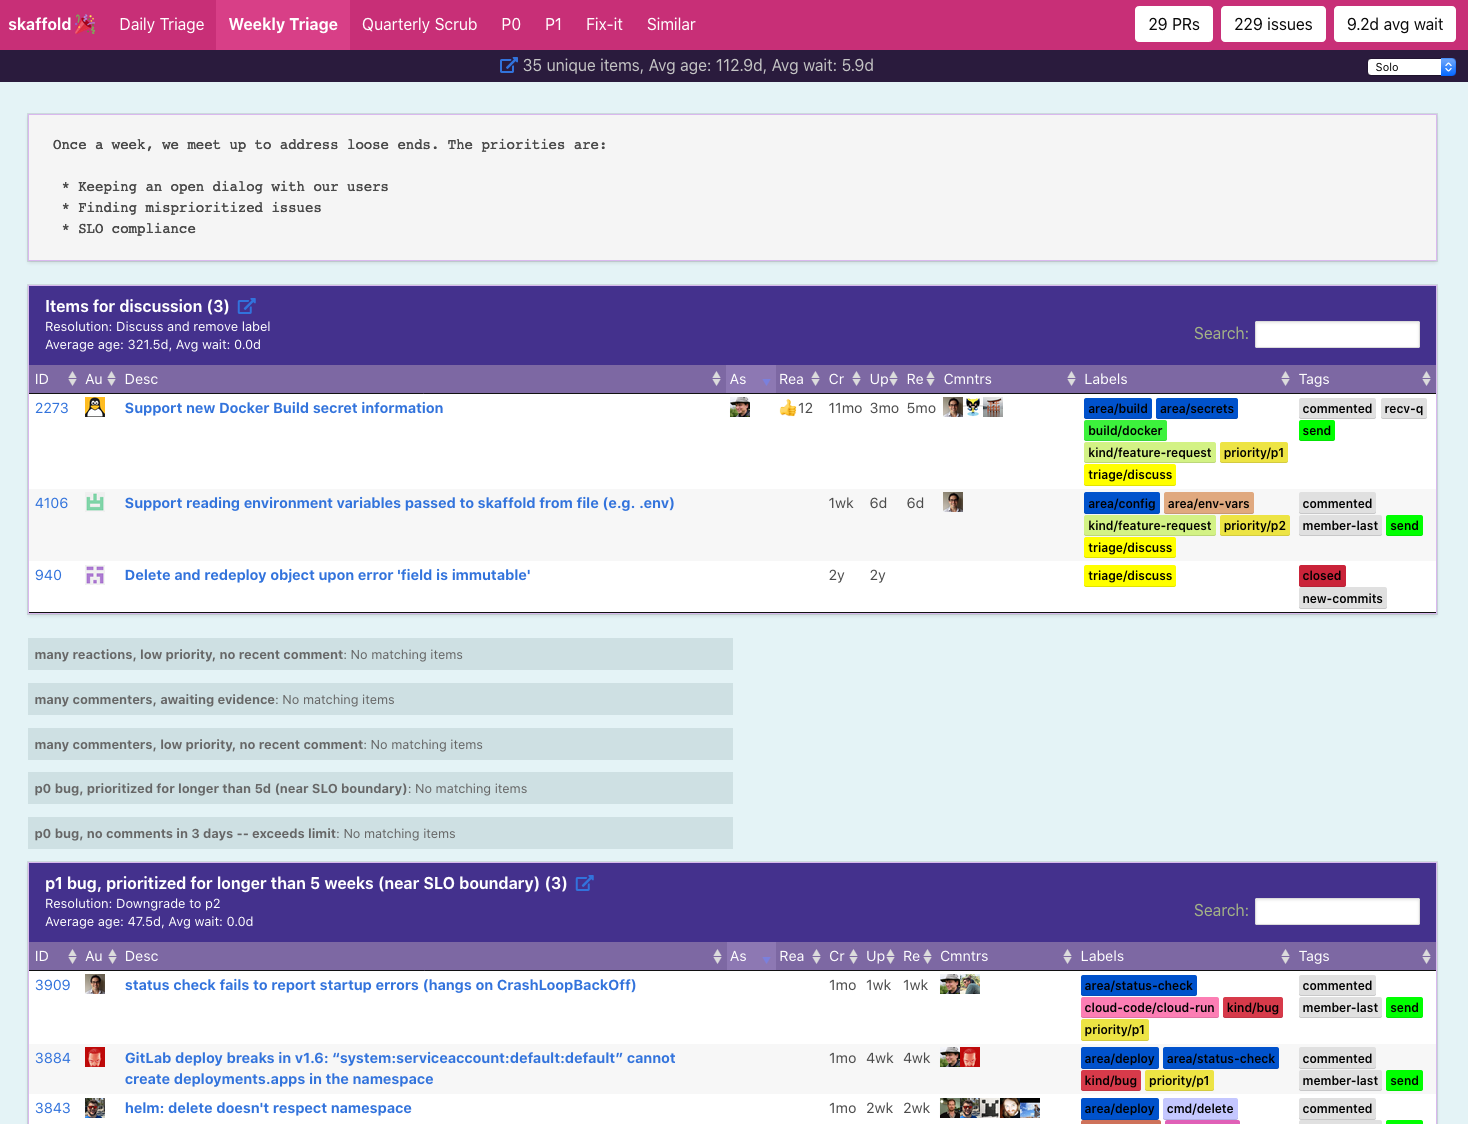 skaffold Daily Triage Weekly Triage Quarterly Scrub P0 P1 Fix-it Similar 29 PRs 229 issues 9.2d avg wait
35 unique items, Avg age: 112.9d, Avg wait: 5.9d Solo
Once a week, we meet up to address loose ends. The priorities are:
* Keeping an open dialog with our users
* Finding misprioritized issues
* SLO compliance
Items for discussion (3)
Resolution: Discuss and remove label
Average age: 321.5d, Avg wait: 0.0d
Search:
ID Au Desc As Rea Cr Up Re Cmntrs Labels Tags
2273 Support new Docker Build secret information 12 11mo 3mo 5mo area/build area/secrets commented recv-q
build/docker send
kind/feature-request priority/p1
triage/discuss
4106 Support reading environment variables passed to skaffold from file (e.g. .env) 1wk 6d 6d area/config area/env-vars commented
kind/feature-request priority/p2 member-last send
triage/discuss
940 Delete and redeploy object upon error 'field is immutable' 2y 2y triage/discuss closed
new-commits
many reactions, low priority, no recent comment: No matching items
many commenters, awaiting evidence: No matching items
many commenters, low priority, no recent comment: No matching items
p0 bug, prioritized for longer than 5d (near SLO boundary): No matching items
p0 bug, no comments in 3 days -- exceeds limit: No matching items
p1 bug, prioritized for longer than 5 weeks (near SLO boundary) (3)
Resolution: Downgrade to p2
Average age: 47.5d, Avg wait: 0.0d
Search:
ID Au Desc As Rea Cr Up Re Cmntrs Labels Tags
3909 status check fails to report startup errors (hangs on CrashLoopBackOff) 1mo 1wk 1wk area/status-check commented
cloud-code/cloud-run kind/bug member-last send
priority/p1
3884 GitLab deploy breaks in v1.6: “system:serviceaccount:default:default” cannot 1mo 4wk 4wk area/deploy area/status-check commented
create deployments.apps in the namespace kind/bug priority/p1 member-last send
3843 helm: delete doesn't respect namespace 1mo 2wk 2wk area/deploy cmd/delete commented